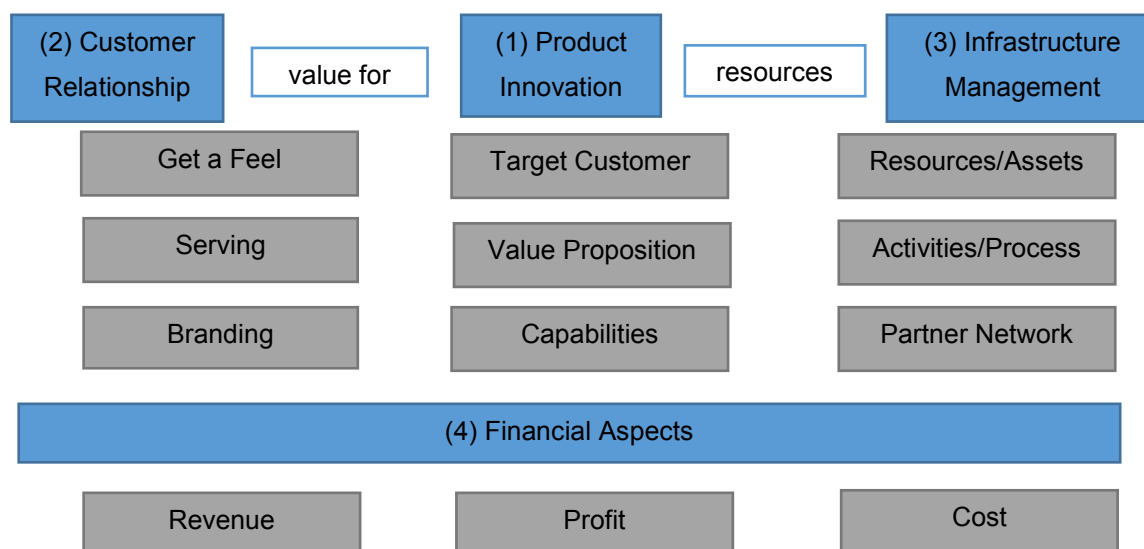 (2) Customer
Relationship
value for
(1) Product
Innovation
resources
(3) Infrastructure
Management
Get a Feel
Target Customer
Resources/Assets
Serving
Value Proposition
Activities/Process
Branding
Capabilities
Partner Network
(4) Financial Aspects
Revenue
Profit
Cost